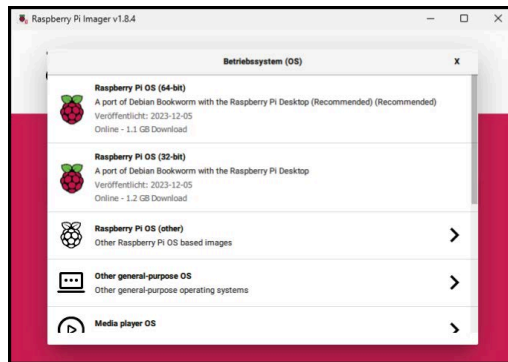 Raspberry Pi Imager v1.8.4
Betriebssystem (OS)
X
Raspberry Pi OS (64-bit)
A port of Debian Bookworm with the Raspberry Pi Desktop (Recommended) (Recommended)
Veröffentlicht: 2023-12-05
Online - 1.1 GB Download
Raspberry Pi OS (32-bit)
A port of Debian Bookworm with the Raspberry Pi Desktop
Veröffentlicht: 2023-12-05
Online - 1.2 GB Download
Raspberry Pi OS (other)
Other Raspberry Pi OS based images
Other general-purpose OS
Other general-purpose operating systems
Media player OS